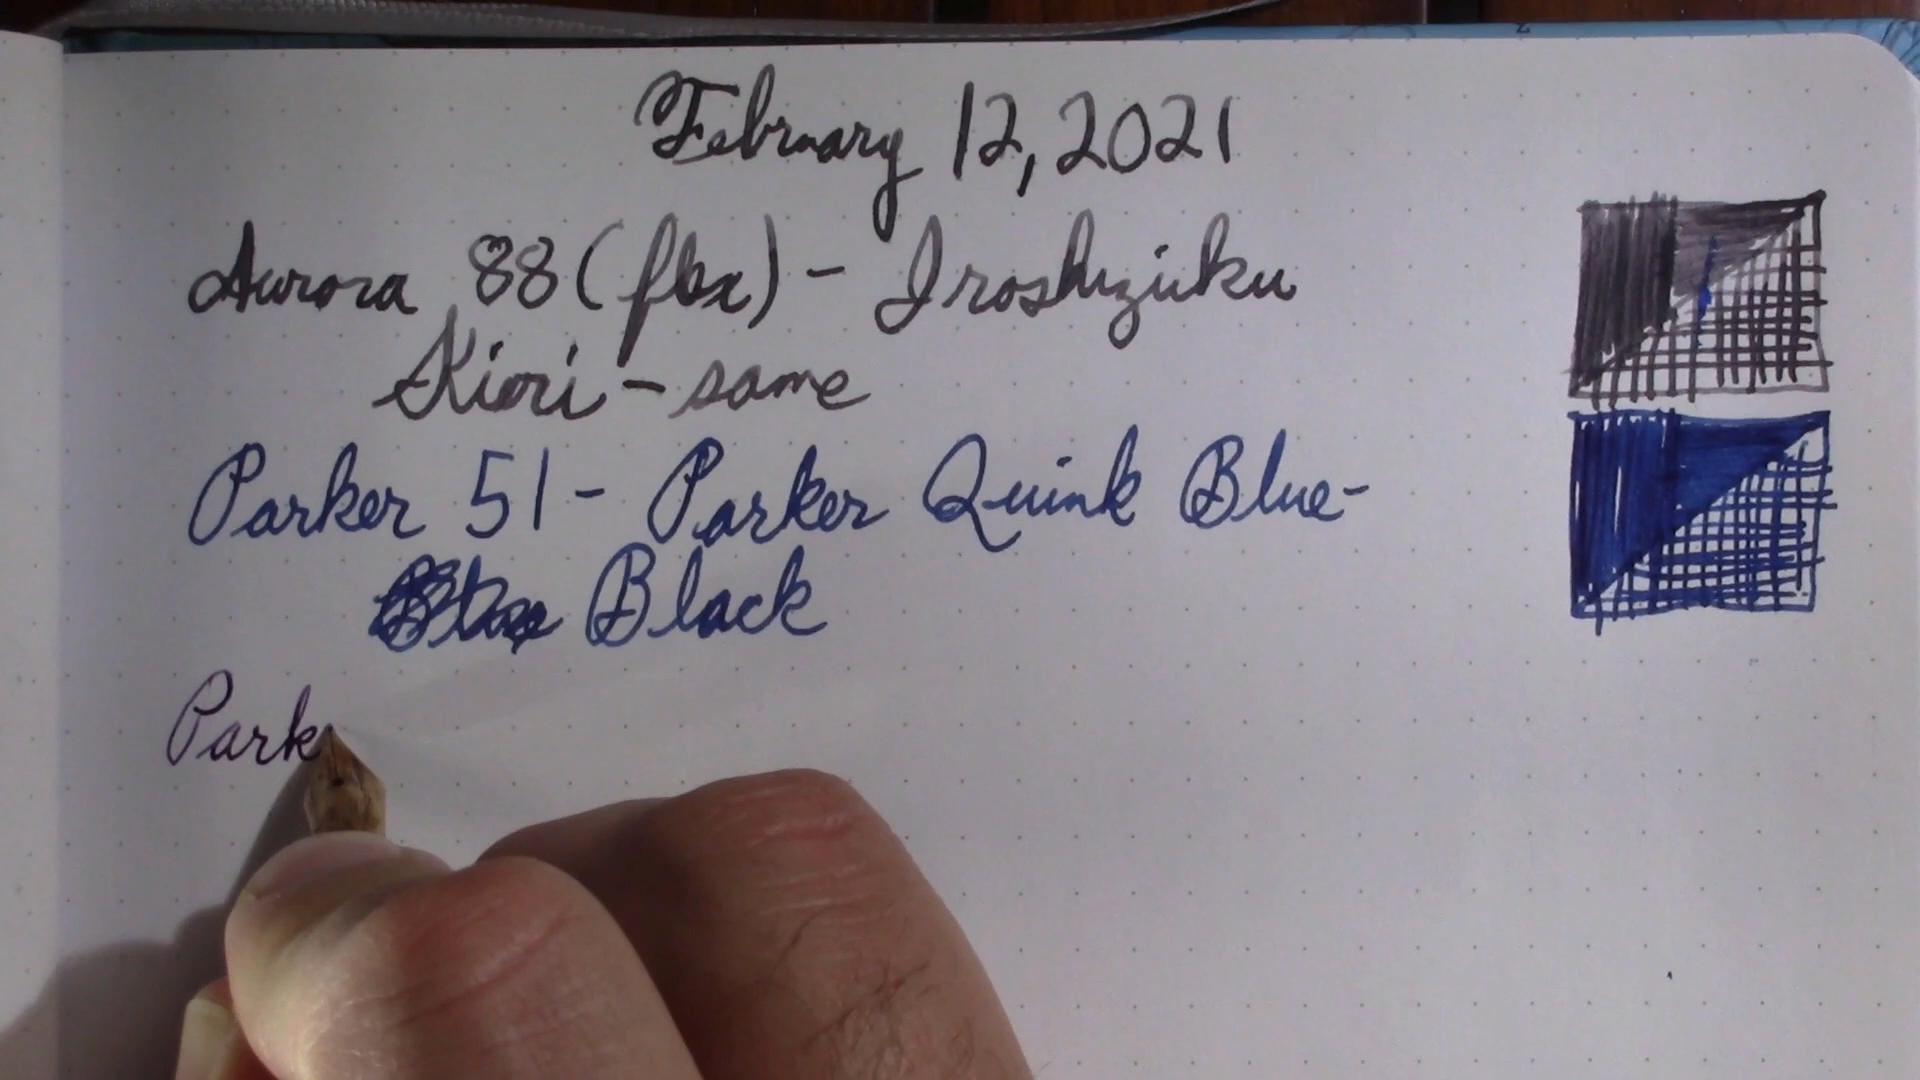 February 12, 2021
Aurora 88 (flex) - Iroshizuku
Kiri - same
Parker 51 - Parker Quink Blue-
Black
Park